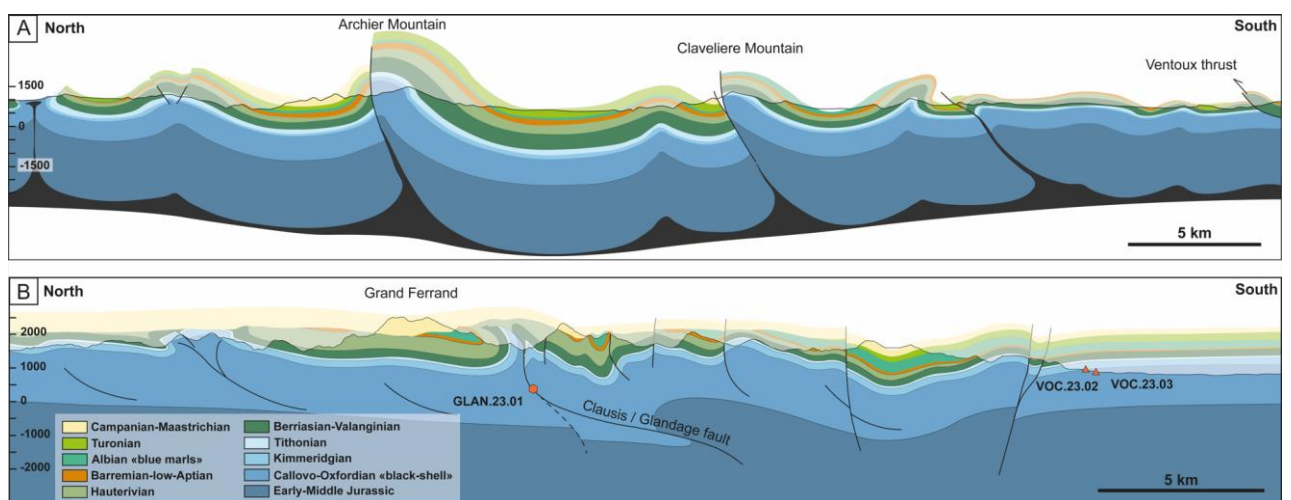 A North
Archier Mountain
Claveliere Mountain
South
Ventoux thrust
1500
0
-1500
5 km
B North
Grand Ferrand
South
2000
1000
0
-1000
-2000
GLAN.23.01
Clausis / Glandage fault
VOC.23.02
VOC.23.03
Campanian-Maastrichian
Turonian
Albian «blue marls»
Barremian-low-Aptian
Hauterivian
Berriasian-Valanginian
Tithonian
Kimmeridgian
Callovo-Oxfordian «black-shell»
Early-Middle Jurassic
5 km